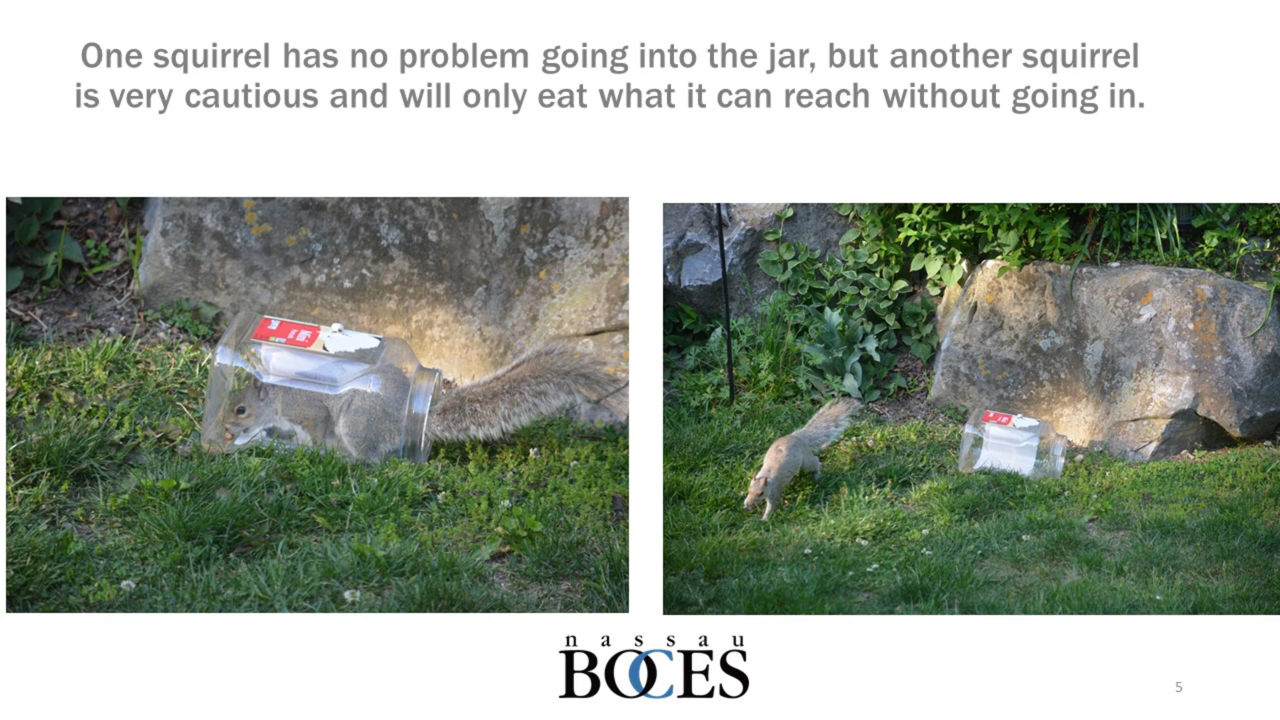 One squirrel has no problem going into the jar, but another squirrel
is very cautious and will only eat what it can reach without going in.
nassau
BOCES
5